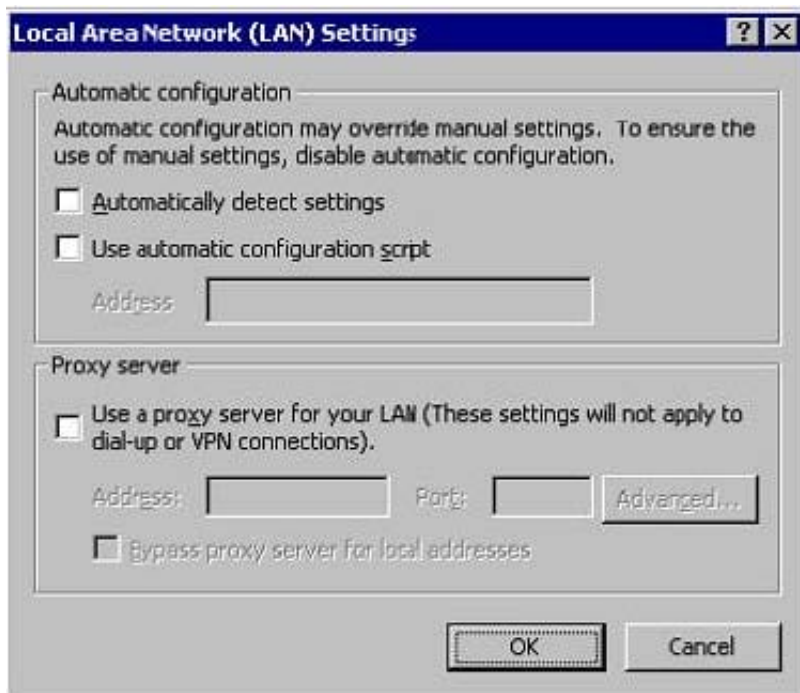 Local Area Network (LAN) Settings
Automatic configuration
Automatic configuration may override manual settings. To ensure the
use of manual settings, disable automatic configuration.
Automatically detect settings
Use automatic configuration script
Address
Proxy server
Use a proxy server for your LAN (These settings will not apply to
dial-up or VPN connections).
Address: Port: Advanced...
Bypass proxy server for local addresses
OK Cancel